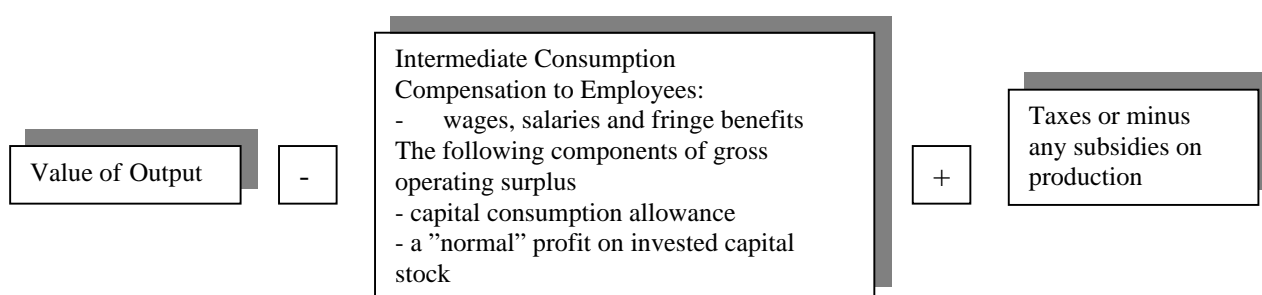 Value of Output
-
Intermediate Consumption
Compensation to Employees:
- wages, salaries and fringe benefits
The following components of gross
operating surplus
- capital consumption allowance
- a ”normal” profit on invested capital
stock
+
Taxes or minus
any subsidies on
production